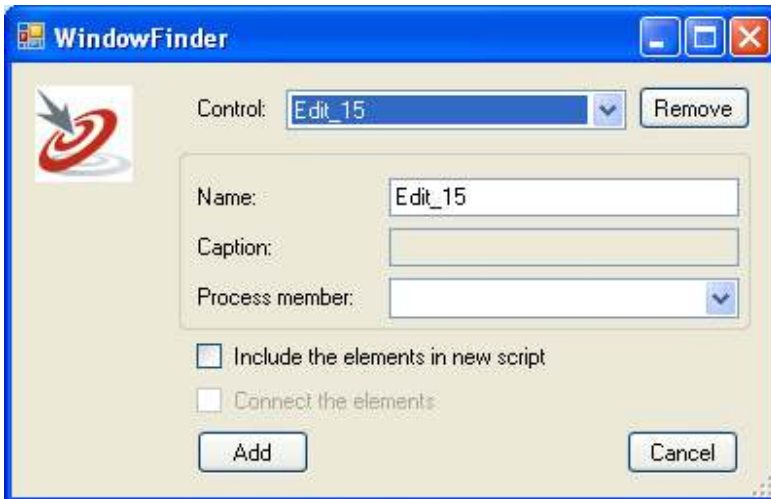 WindowFinder
Control: Edit_15 Remove
Name: Edit_15
Caption:
Process member:
Include the elements in new script
Connect the elements
Add Cancel